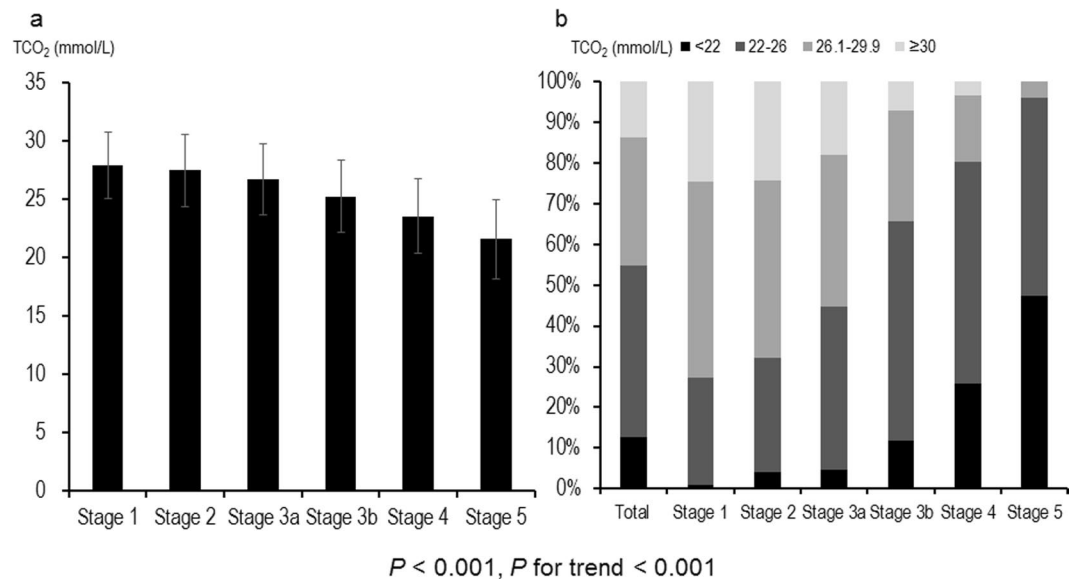 a
TCO₂ (mmol/L)
35
30
25
20
15
10
5
0
Stage 1 Stage 2 Stage 3a Stage 3b Stage 4 Stage 5
b
TCO₂ (mmol/L) <22 22-26 26.1-29.9 ≥30
100%
90%
80%
70%
60%
50%
40%
30%
20%
10%
0%
Total Stage 1 Stage 2 Stage 3a Stage 3b Stage 4 Stage 5
P < 0.001, P for trend < 0.001